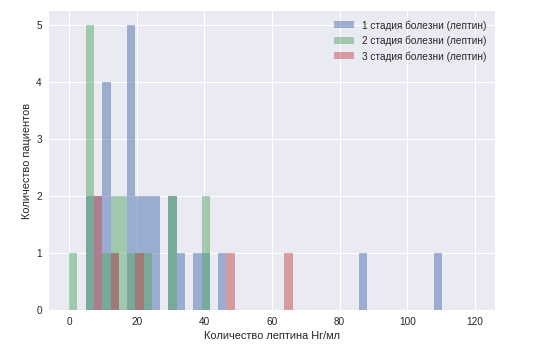 1 стадия болезни (лептин)
2 стадия болезни (лептин)
3 стадия болезни (лептин)
Количество пациентов
5
4
3
2
1
0
0 20 40 60 80 100 120
Количество лептина Нг/мл